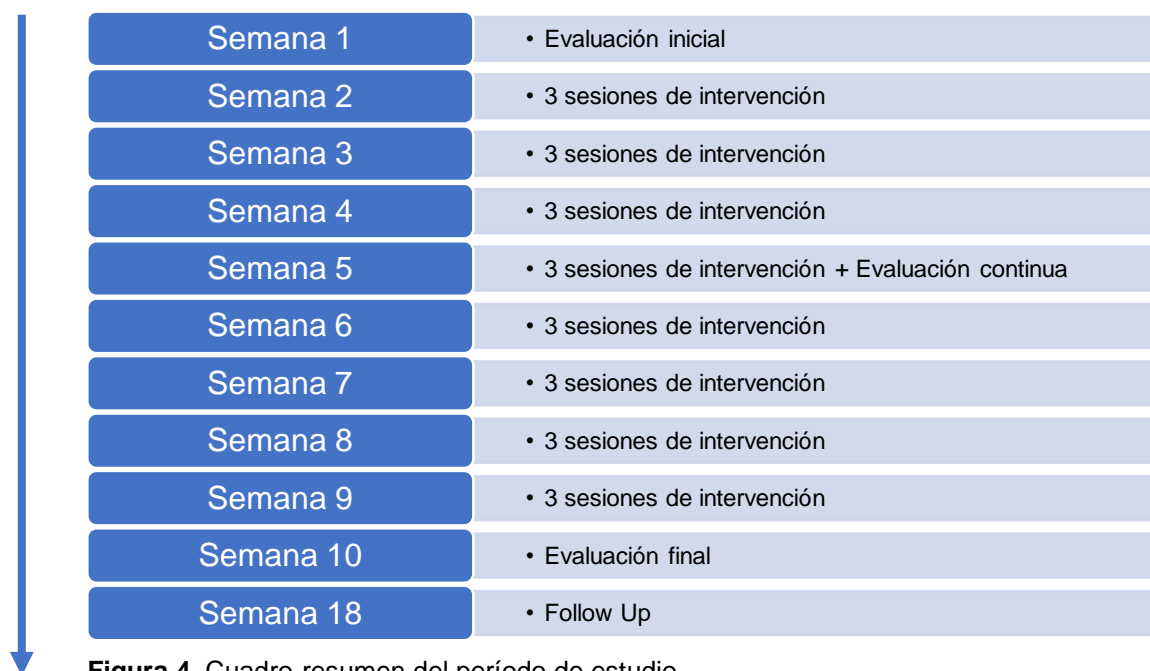 Semana 1 • Evaluación inicial
Semana 2 • 3 sesiones de intervención
Semana 3 • 3 sesiones de intervención
Semana 4 • 3 sesiones de intervención
Semana 5 • 3 sesiones de intervención + Evaluación continua
Semana 6 • 3 sesiones de intervención
Semana 7 • 3 sesiones de intervención
Semana 8 • 3 sesiones de intervención
Semana 9 • 3 sesiones de intervención
Semana 10 • Evaluación final
Semana 18 • Follow Up
Figura 4. Cuadro resumen del período de estudio